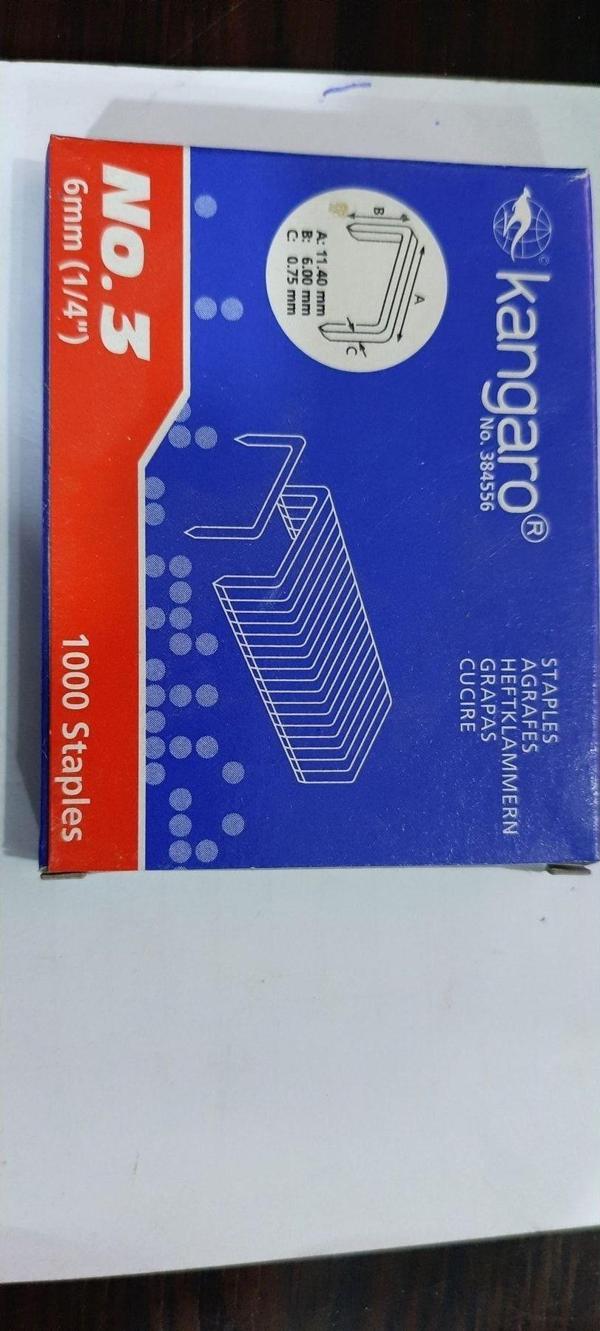 kangaro®
No. 384556
STAPLES
AGRAFES
HEFTKLAMMERN
GRAPAS
CUCIRE
B
A
C
A: 11.40 mm
B: 6.00 mm
C: 0.75 mm
No. 3
6mm (1/4")
1000 Staples